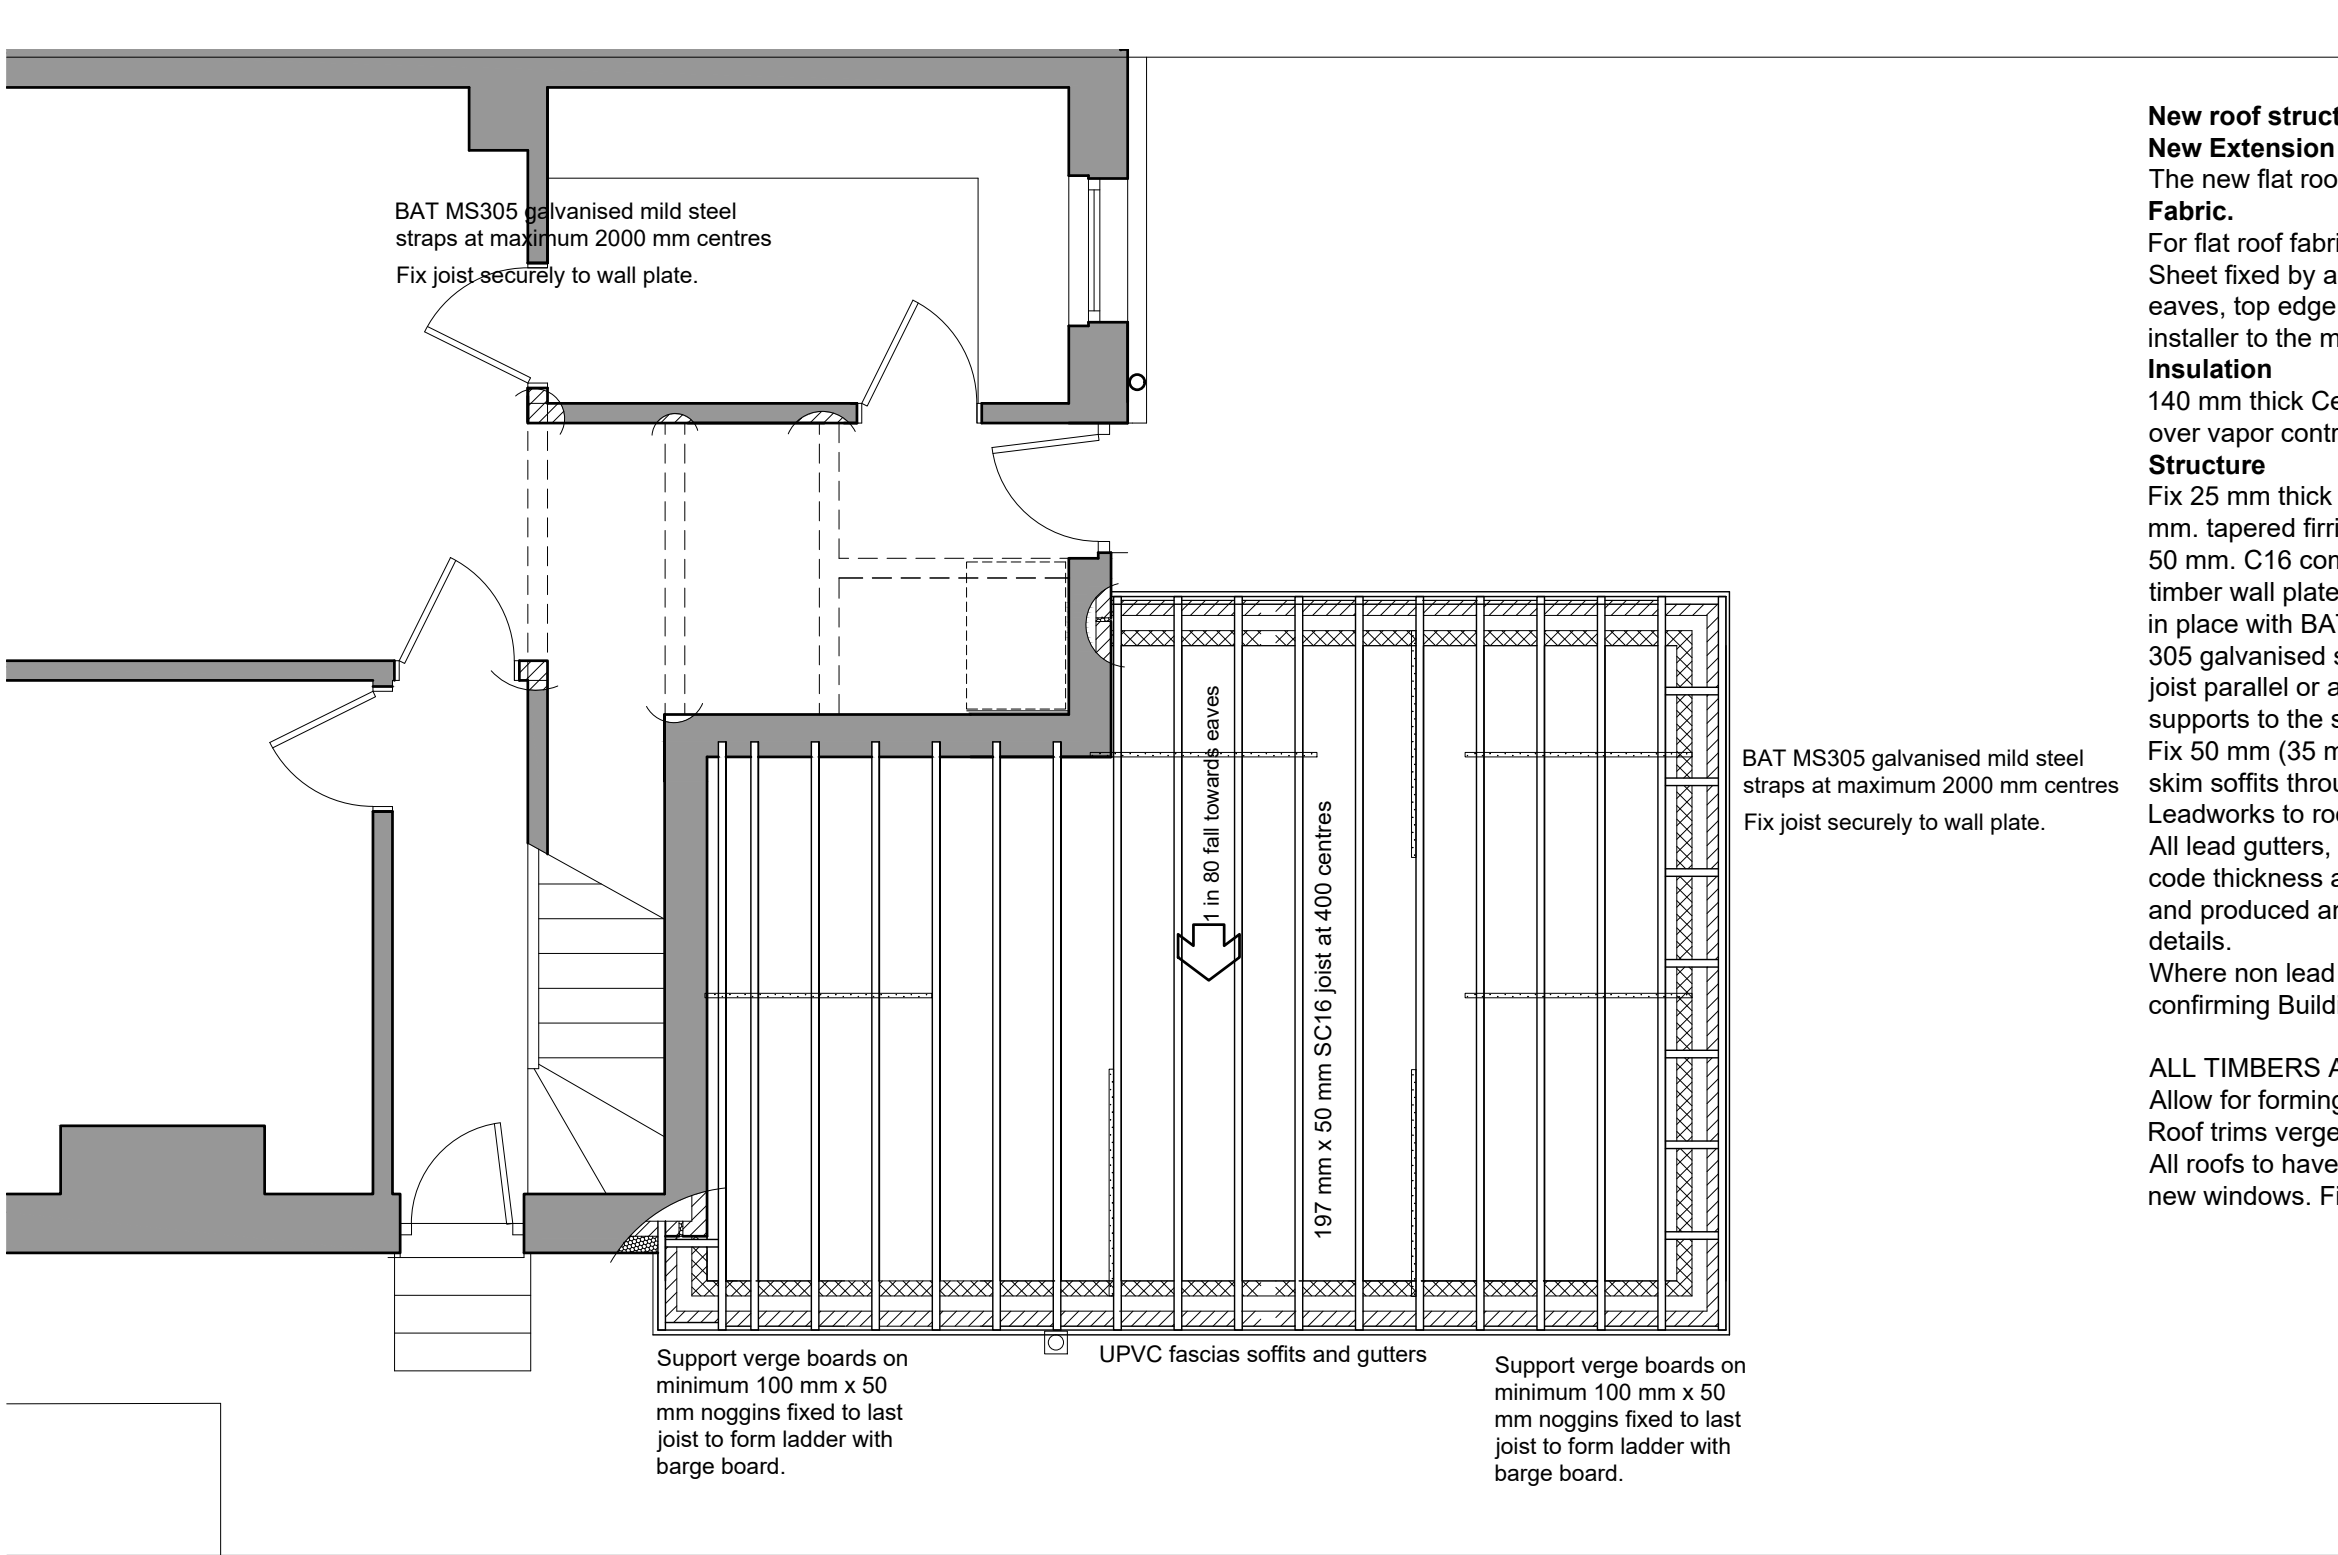 BAT MS305 galvanised mild steel
straps at maximum 2000 mm centres
Fix joist securely to wall plate.
1 in 80 fall towards eaves
197 mm x 50 mm SC16 joist at 400 centres
BAT MS305 galvanised mild steel
straps at maximum 2000 mm centres
Fix joist securely to wall plate.
Support verge boards on
minimum 100 mm x 50
mm noggins fixed to last
joist to form ladder with
barge board.
UPVC fascias soffits and gutters
Support verge boards on
minimum 100 mm x 50
mm noggins fixed to last
joist to form ladder with
barge board.
New roof struct
New Extension
The new flat roo
Fabric.
For flat roof fabri
Sheet fixed by a
eaves, top edge
installer to the m
Insulation
140 mm thick Ce
over vapor contr
Structure
Fix 25 mm thick
mm. tapered firri
50 mm. C16 com
timber wall plate
in place with BAT
305 galvanised s
joist parallel or a
supports to the s
Fix 50 mm (35 m
skim soffits throu
Leadworks to roo
All lead gutters,
code thickness a
and produced an
details.
Where non lead
confirming Buildi

ALL TIMBERS A
Allow for forming
Roof trims verge
All roofs to have
new windows. Fi